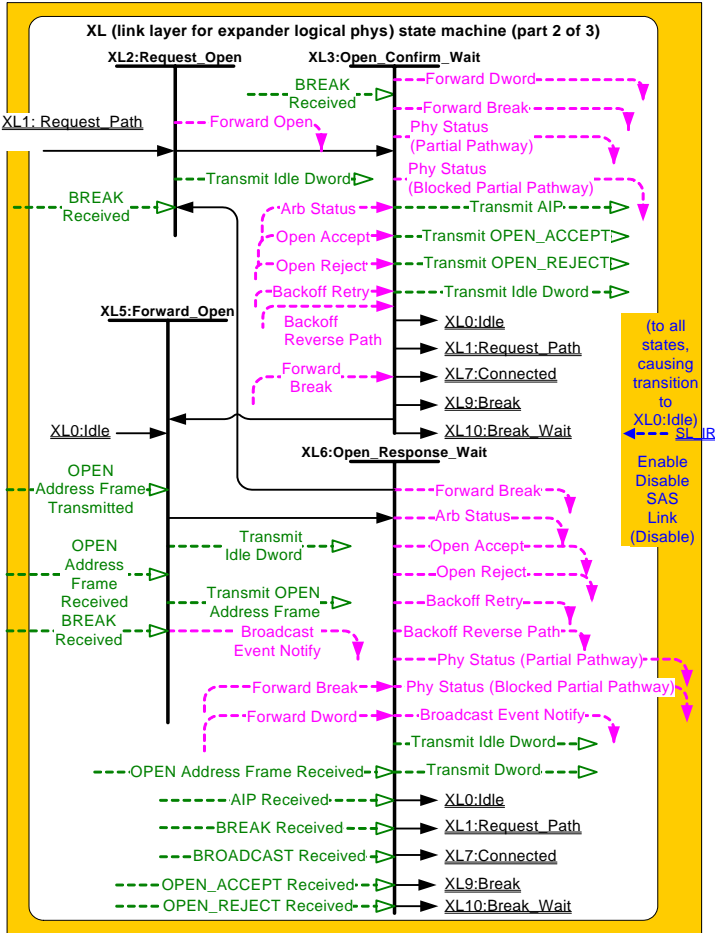 XL (link layer for expander logical phys) state machine (part 2 of 3)
XL2:Request_Open
XL3:Open_Confirm_Wait
XL1: Request_Path
Forward Open
Transmit Idle Dword
BREAK
Received
BREAK
Received
Forward Dword
Forward Break
Phy Status
(Partial Pathway)
Phy Status
(Blocked Partial Pathway)
Arb Status
Transmit AIP
Open Accept
Transmit OPEN_ACCEPT
Open Reject
Transmit OPEN_REJECT
Backoff Retry
Transmit Idle Dword
Backoff
Reverse Path
XL0:Idle
XL1:Request_Path
Forward
Break
XL7:Connected
XL9:Break
XL10:Break_Wait
(to all
states,
causing
transition
to
XL0:Idle)
SL_IR
Enable
Disable
SAS
Link
(Disable)
XL5:Forward_Open
XL0:Idle
OPEN
Address Frame
Transmitted
Transmit
Idle Dword
OPEN
Address
Frame
Received
Transmit OPEN
Address Frame
BREAK
Received
Broadcast
Event Notify
XL6:Open_Response_Wait
Forward Break
Arb Status
Open Accept
Open Reject
Backoff Retry
Backoff Reverse Path
Phy Status (Partial Pathway)
Forward Break
Phy Status (Blocked Partial Pathway)
Forward Dword
Broadcast Event Notify
Transmit Idle Dword
OPEN Address Frame Received
Transmit Dword
AIP Received
XL0:Idle
BREAK Received
XL1:Request_Path
BROADCAST Received
XL7:Connected
OPEN_ACCEPT Received
XL9:Break
OPEN_REJECT Received
XL10:Break_Wait